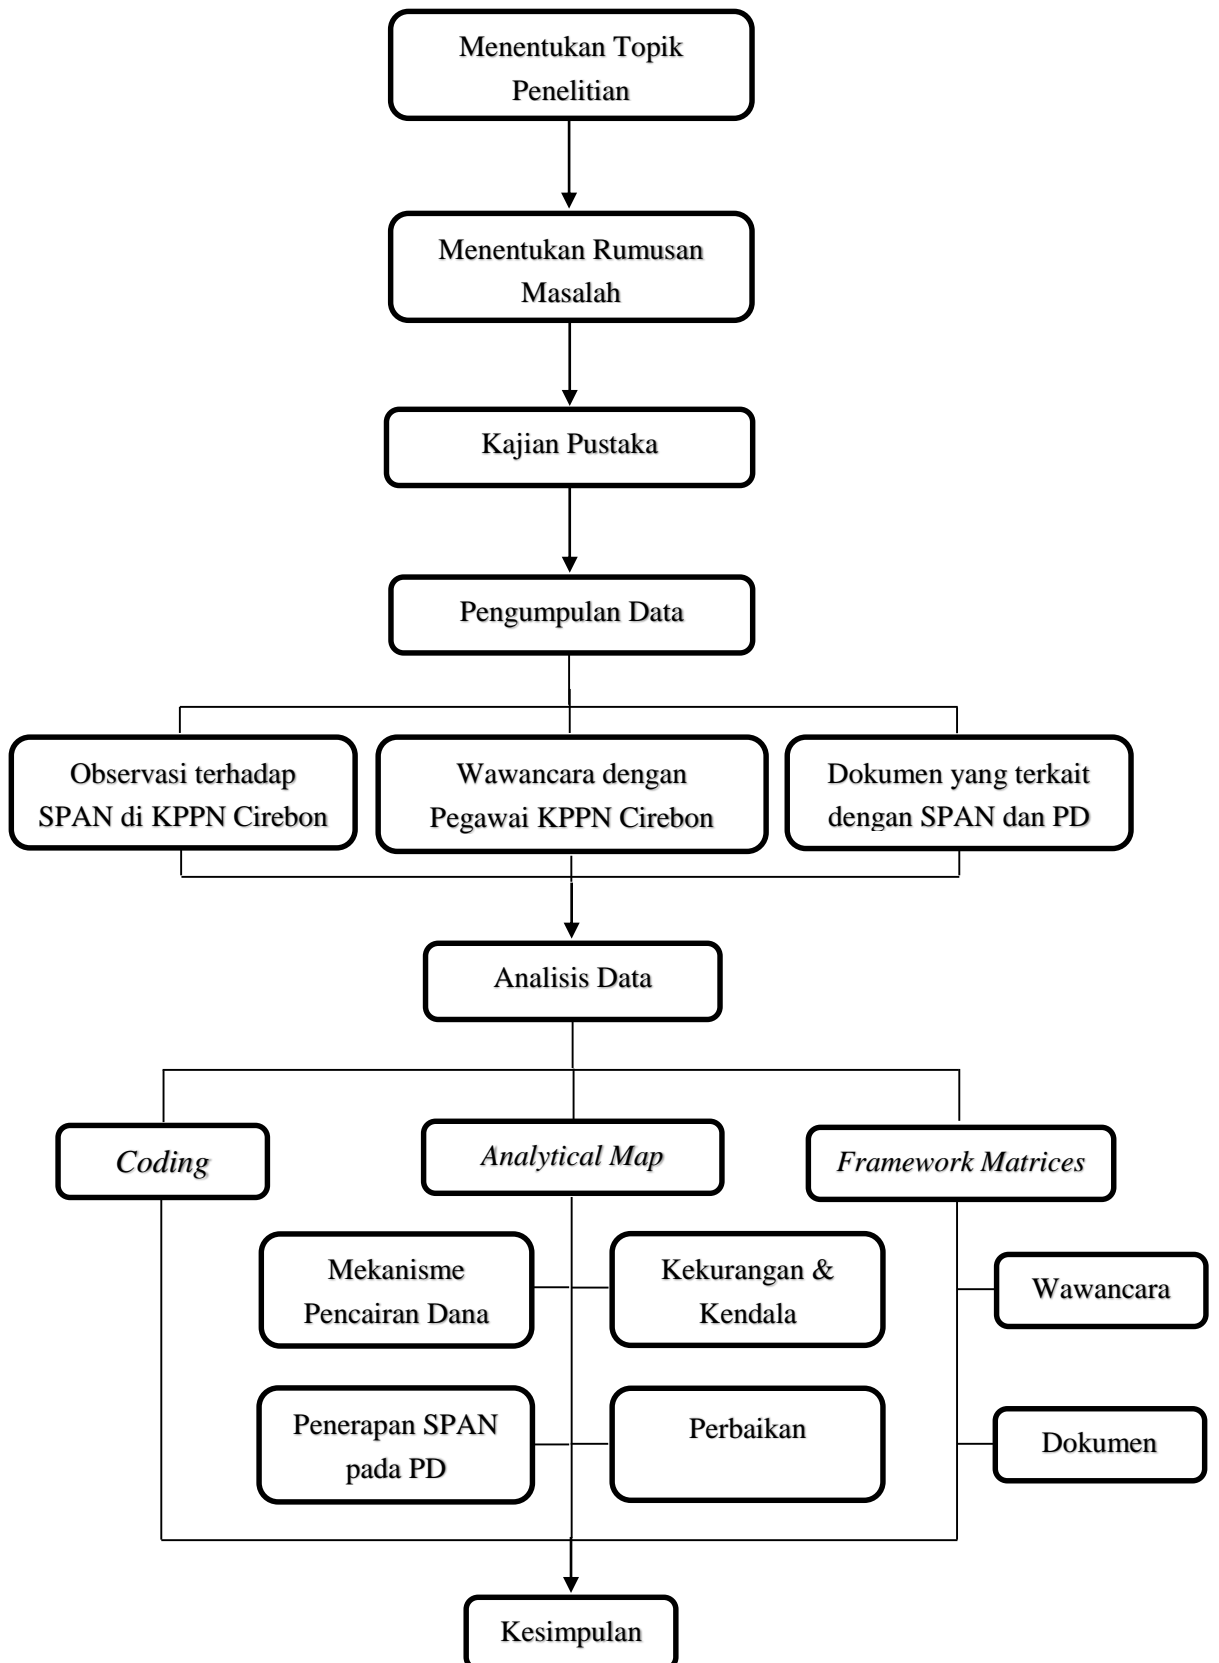 Menentukan Topik
Penelitian
Menentukan Rumusan
Masalah
Kajian Pustaka
Pengumpulan Data
Observasi terhadap
SPAN di KPPN Cirebon
Wawancara dengan
Pegawai KPPN Cirebon
Dokumen yang terkait
dengan SPAN dan PD
Analisis Data
Coding
Analytical Map
Framework Matrices
Mekanisme
Pencairan Dana
Kekurangan &
Kendala
Wawancara
Penerapan SPAN
pada PD
Perbaikan
Dokumen
Kesimpulan